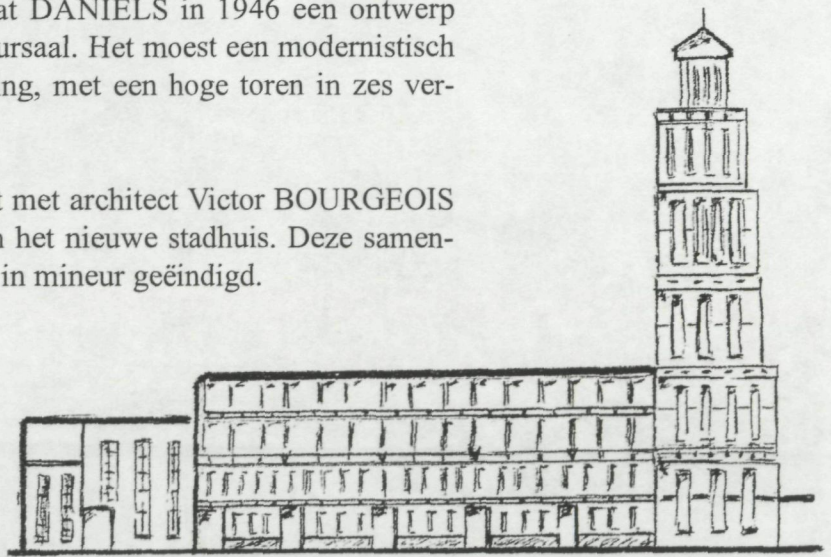 at DANIELS in 1946 een ontwerp
ursaal. Het moest een modernistisch
ng, met een hoge toren in zes ver-
t met architect Victor BOURGEOIS
n het nieuwe stadhuis. Deze samen-
in mineur geëindigd.